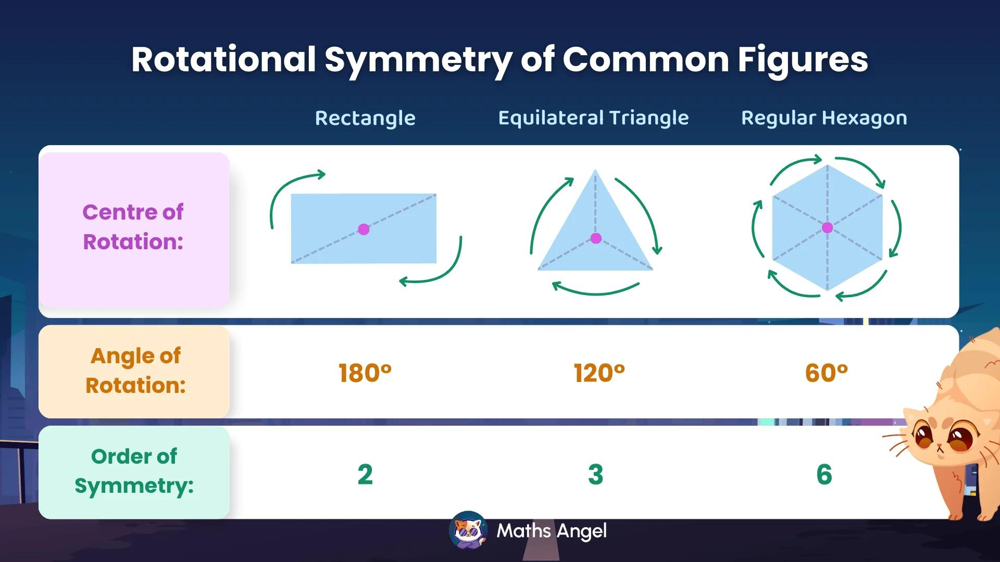 Rotational Symmetry of Common Figures
Rectangle
Equilateral Triangle
Regular Hexagon
Centre of
Rotation:
Angle of
Rotation:
180°
120°
60°
Order of
Symmetry:
2
3
6
Maths Angel